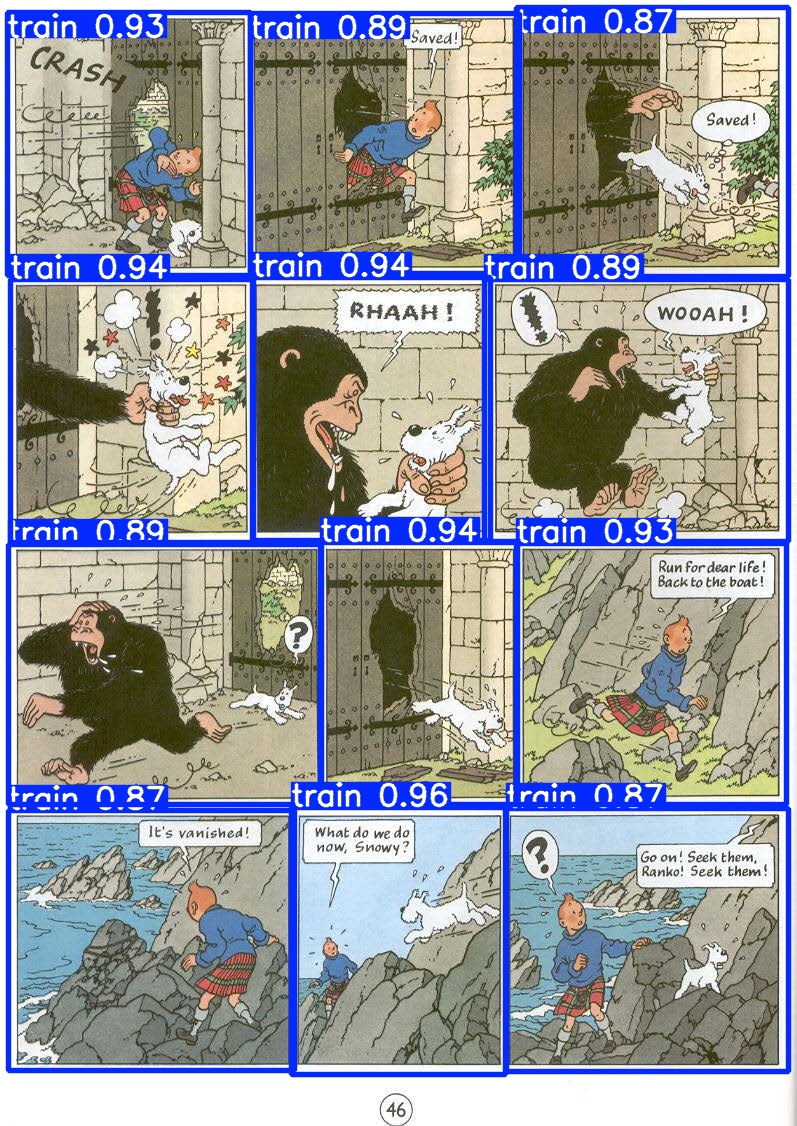 train 0.93
CRASH
train 0.89
Saved!
train 0.87
Saved!
train 0.94
!
train 0.94
RHAAH!
train 0.89
!
WOOAH!
train 0.89
?
train 0.94
train 0.93
Run for dear life!
Back to the boat!
train 0.87
It's vanished!
train 0.96
What do we do
now, Snowy?
train 0.87
?
Go on! Seek them,
Ranko! Seek them!
46